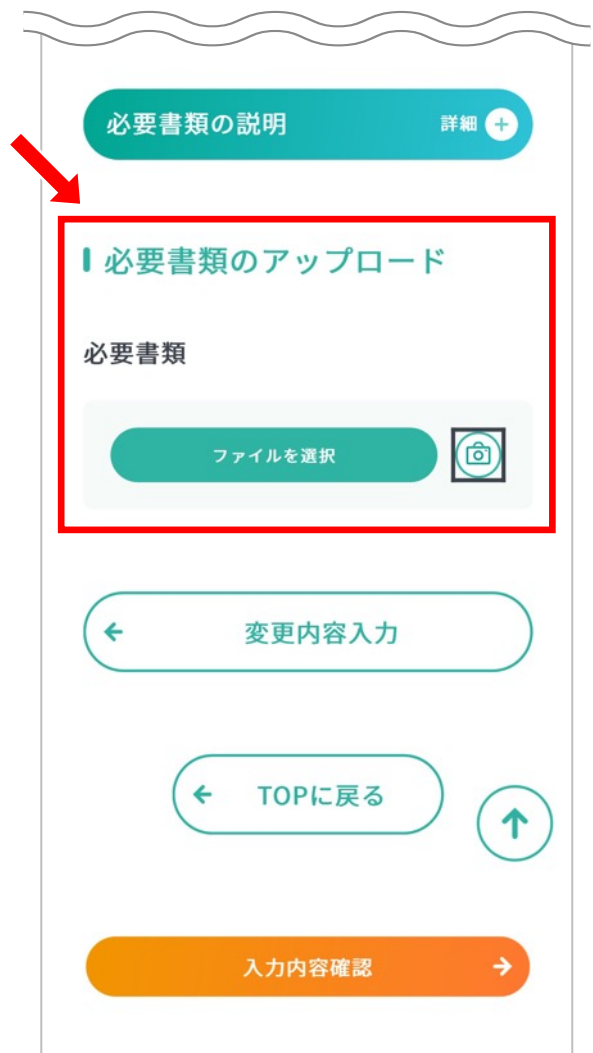 必要書類の説明 詳細
必要書類のアップロード
必要書類
ファイルを選択
変更内容入力
TOPに戻る
入力内容確認